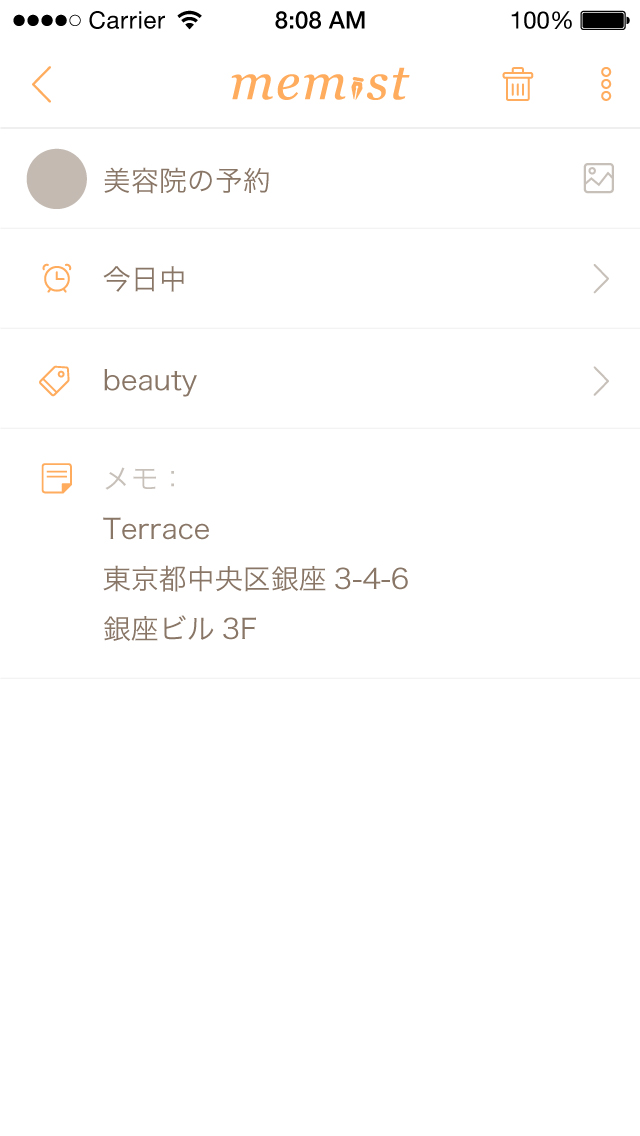 Carrier 8:08 AM 100%
memist
美容院の予約
今日中
beauty
メモ：
Terrace
東京都中央区銀座 3-4-6
銀座ビル 3F